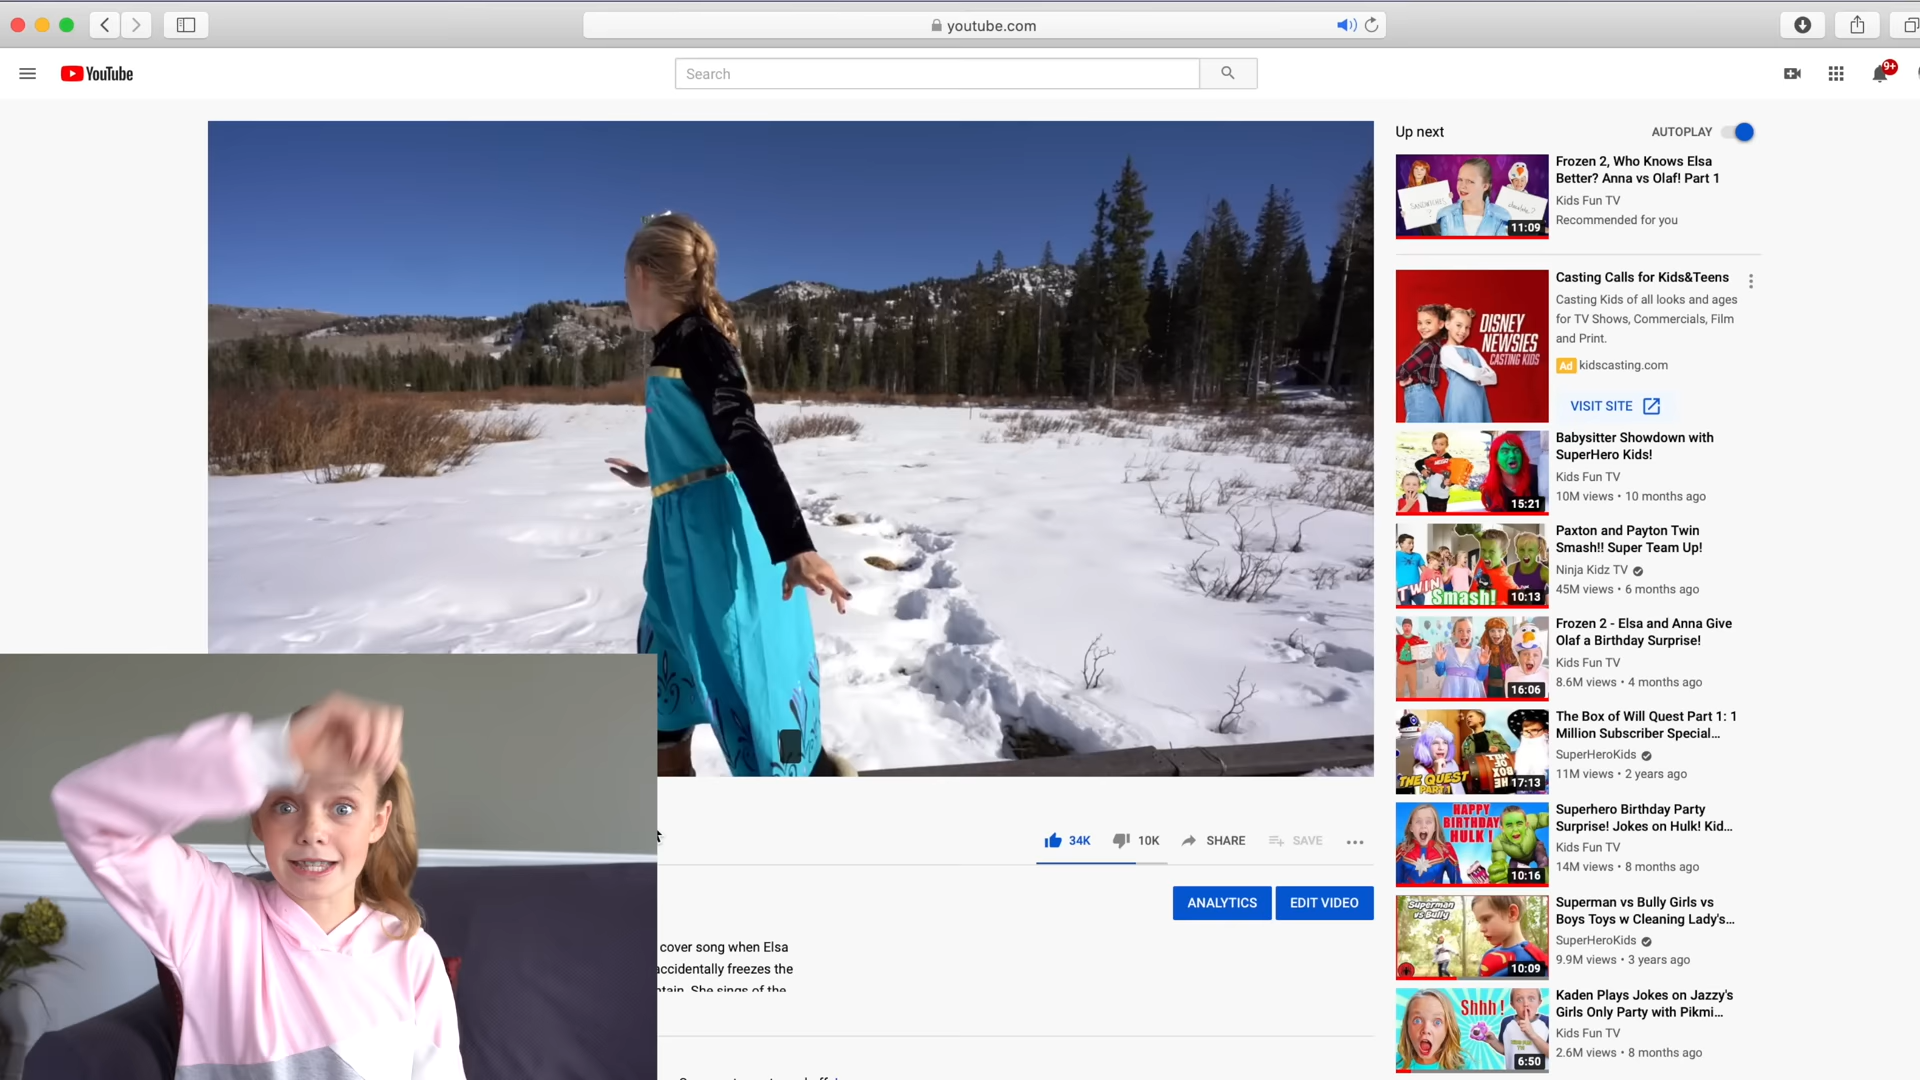 youtube.com
YouTube
Search
9+
Up next
AUTOPLAY
Frozen 2, Who Knows Elsa
Better? Anna vs Olaf! Part 1
Kids Fun TV
Recommended for you
11:09
Casting Calls for Kids&Teens
Casting Kids of all looks and ages
for TV Shows, Commercials, Film
and Print.
Ad kidscasting.com
VISIT SITE
DISNEY
NEWSIES
CASTING KIDS
Babysitter Showdown with
SuperHero Kids!
Kids Fun TV
10M views • 10 months ago
15:21
Paxton and Payton Twin
Smash!! Super Team Up!
Ninja Kidz TV
45M views • 6 months ago
TWIN
Smash!
10:13
Frozen 2 - Elsa and Anna Give
Olaf a Birthday Surprise!
Kids Fun TV
8.6M views • 4 months ago
16:06
The Box of Will Quest Part 1: 1
Million Subscriber Special...
SuperHeroKids
11M views • 2 years ago
THE QUEST
PART 1
17:13
Superhero Birthday Party
Surprise! Jokes on Hulk! Kid...
Kids Fun TV
14M views • 8 months ago
HAPPY
BIRTHDAY
HULK!
10:16
Superman vs Bully Girls vs
Boys Toys w Cleaning Lady's...
SuperHeroKids
9.9M views • 3 years ago
Superman
vs Bully
10:09
Kaden Plays Jokes on Jazzy's
Girls Only Party with Pikmi...
Kids Fun TV
2.6M views • 8 months ago
Shhh!
6:50
34K
10K
SHARE
SAVE
ANALYTICS
EDIT VIDEO
cover song when Elsa
accidentally freezes the
She sings of the